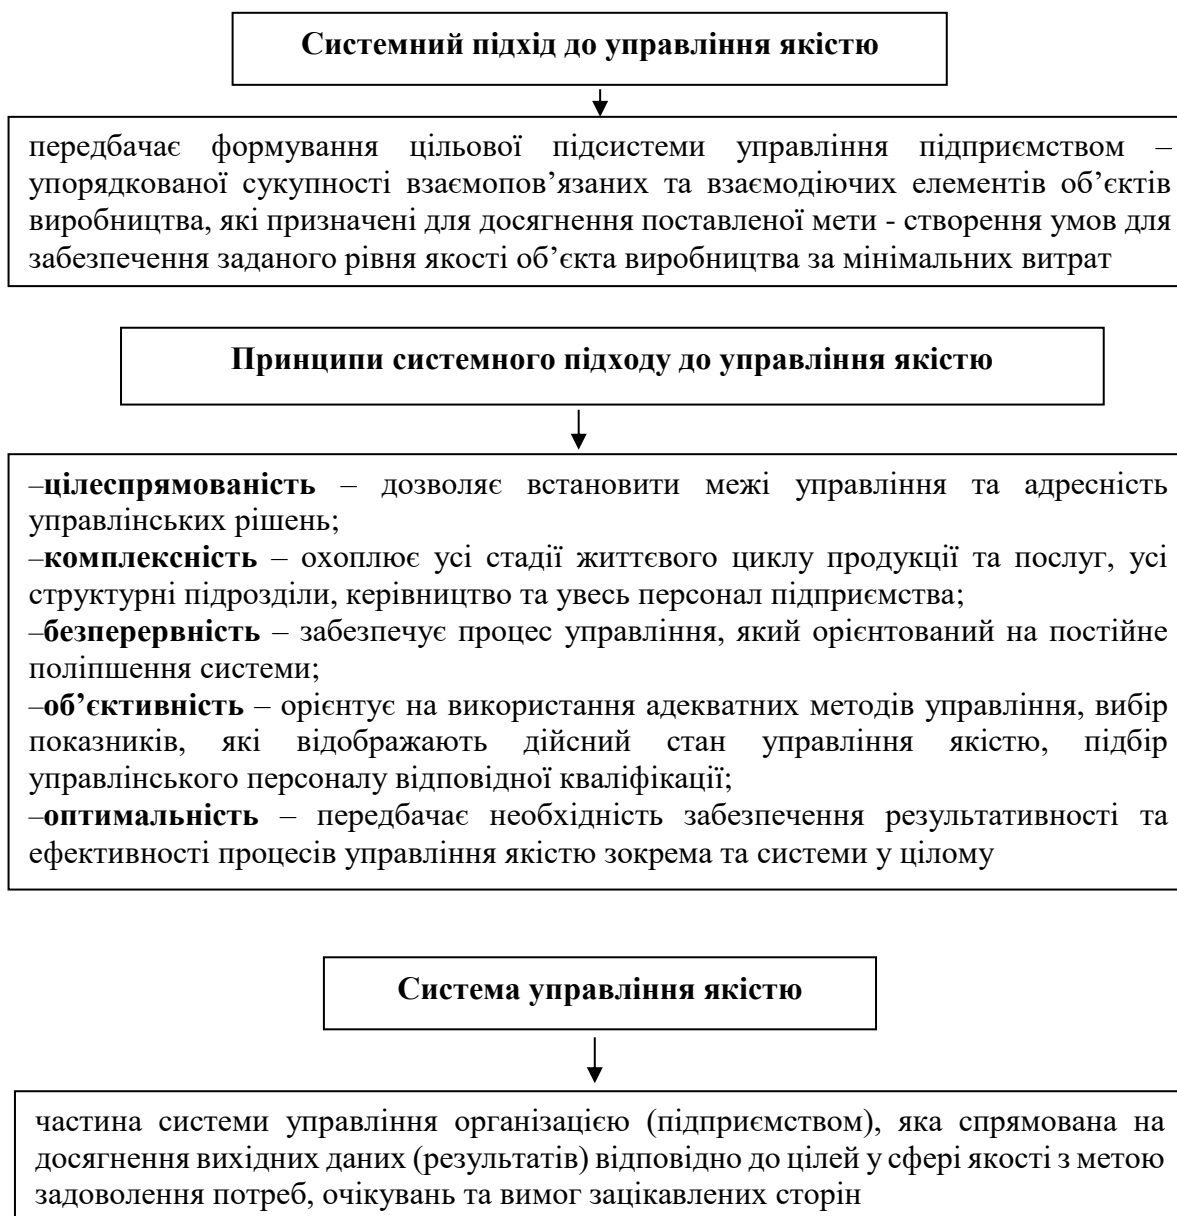 Системний підхід до управління якістю
передбачає формування цільової підсистеми управління підприємством –
упорядкованої сукупності взаємопов’язаних та взаємодіючих елементів об’єктів
виробництва, які призначені для досягнення поставленої мети - створення умов для
забезпечення заданого рівня якості об’єкта виробництва за мінімальних витрат
Принципи системного підходу до управління якістю
–цілеспрямованість – дозволяє встановити межі управління та адресність
управлінських рішень;
–комплексність – охоплює усі стадії життєвого циклу продукції та послуг, усі
структурні підрозділи, керівництво та увесь персонал підприємства;
–безперервність – забезпечує процес управління, який орієнтований на постійне
поліпшення системи;
–об’єктивність – орієнтує на використання адекватних методів управління, вибір
показників, які відображають дійсний стан управління якістю, підбір
управлінського персоналу відповідної кваліфікації;
–оптимальність – передбачає необхідність забезпечення результативності та
ефективності процесів управління якістю зокрема та системи у цілому
Система управління якістю
частина системи управління організацією (підприємством), яка спрямована на
досягнення вихідних даних (результатів) відповідно до цілей у сфері якості з метою
задоволення потреб, очікувань та вимог зацікавлених сторін